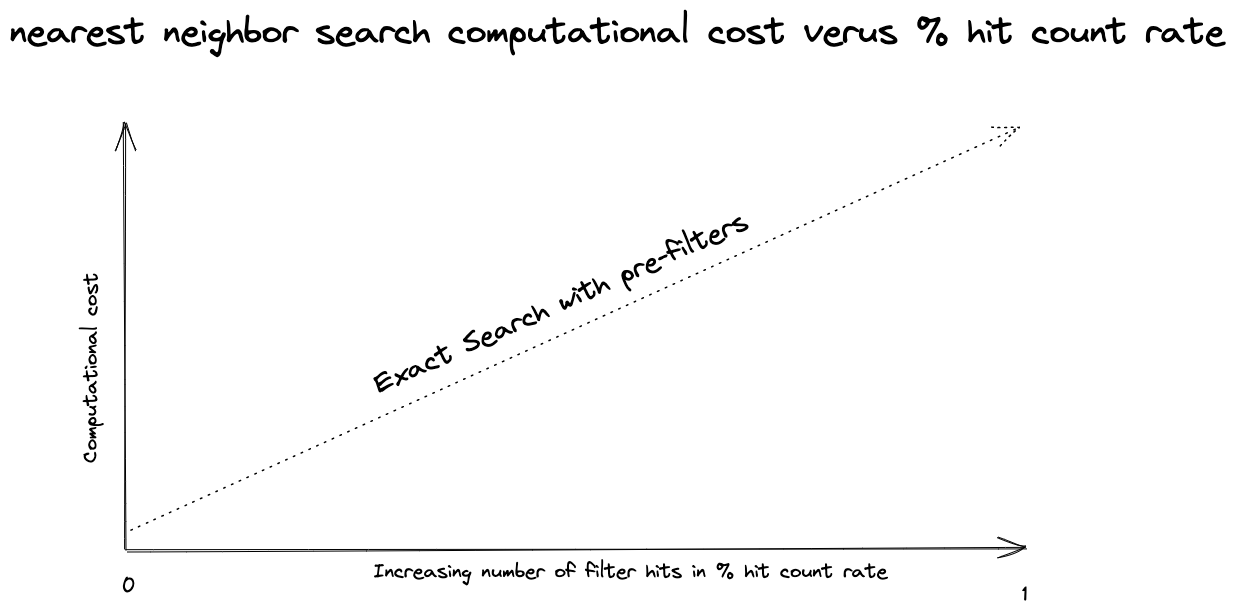 nearest neighbor search computational cost verus % hit count rate
Computational cost
Exact Search with pre-filters
Increasing number of filter hits in % hit count rate
0
1